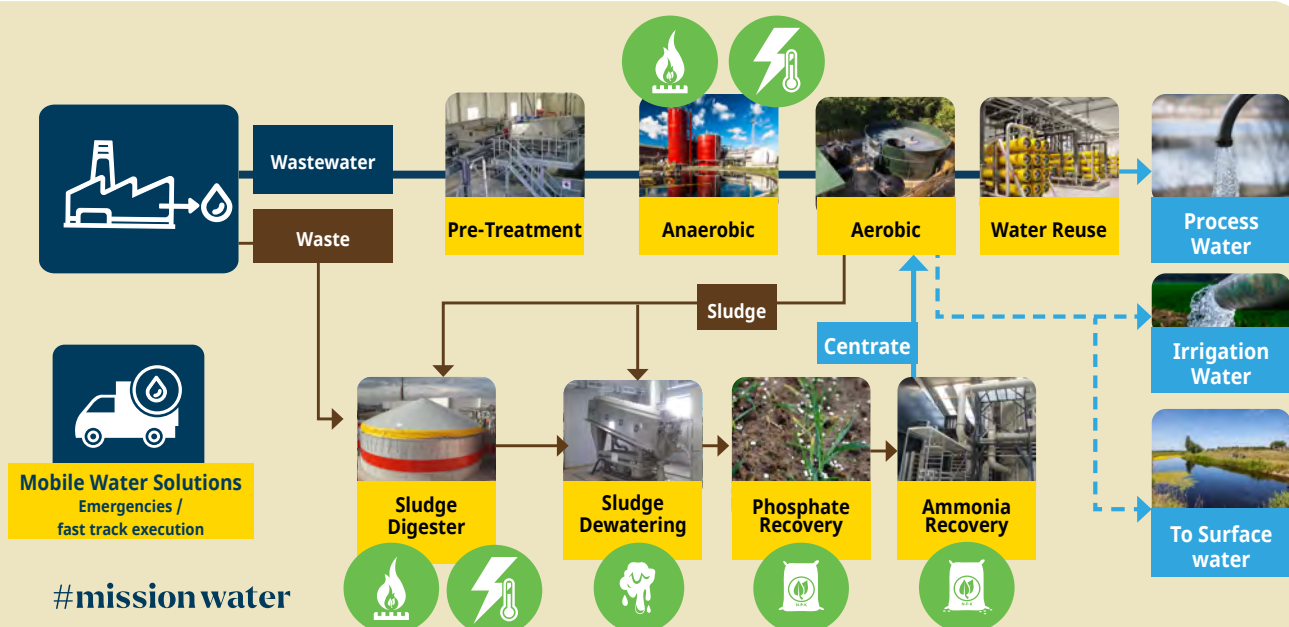 Wastewater
Waste
Pre-Treatment
Anaerobic
Aerobic
Water Reuse
Process
Water
Sludge
Centrate
Irrigation
Water
Mobile Water Solutions
Emergencies /
fast track execution
Sludge
Digester
Sludge
Dewatering
Phosphate
Recovery
Ammonia
Recovery
To Surface
water
#mission water